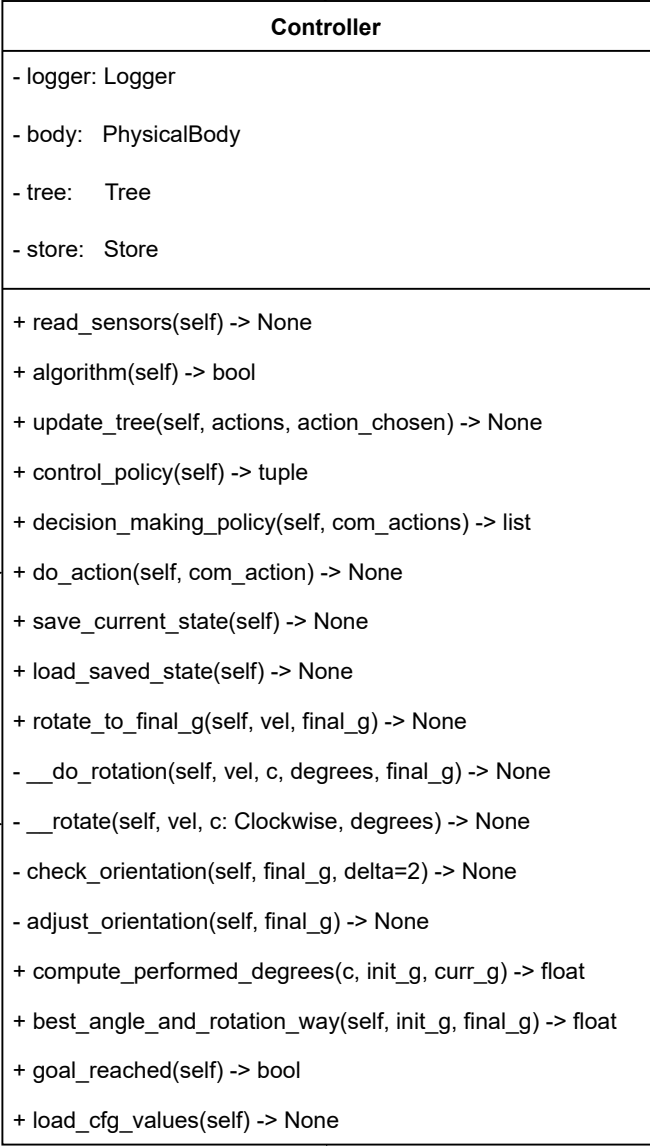 Controller
- logger: Logger
- body: PhysicalBody
- tree: Tree
- store: Store
+ read_sensors(self) -> None
+ algorithm(self) -> bool
+ update_tree(self, actions, action_chosen) -> None
+ control_policy(self) -> tuple
+ decision_making_policy(self, com_actions) -> list
+ do_action(self, com_action) -> None
+ save_current_state(self) -> None
+ load_saved_state(self) -> None
+ rotate_to_final_g(self, vel, final_g) -> None
- __do_rotation(self, vel, c, degrees, final_g) -> None
- __rotate(self, vel, c: Clockwise, degrees) -> None
- check_orientation(self, final_g, delta=2) -> None
- adjust_orientation(self, final_g) -> None
+ compute_performed_degrees(c, init_g, curr_g) -> float
+ best_angle_and_rotation_way(self, init_g, final_g) -> float
+ goal_reached(self) -> bool
+ load_cfg_values(self) -> None